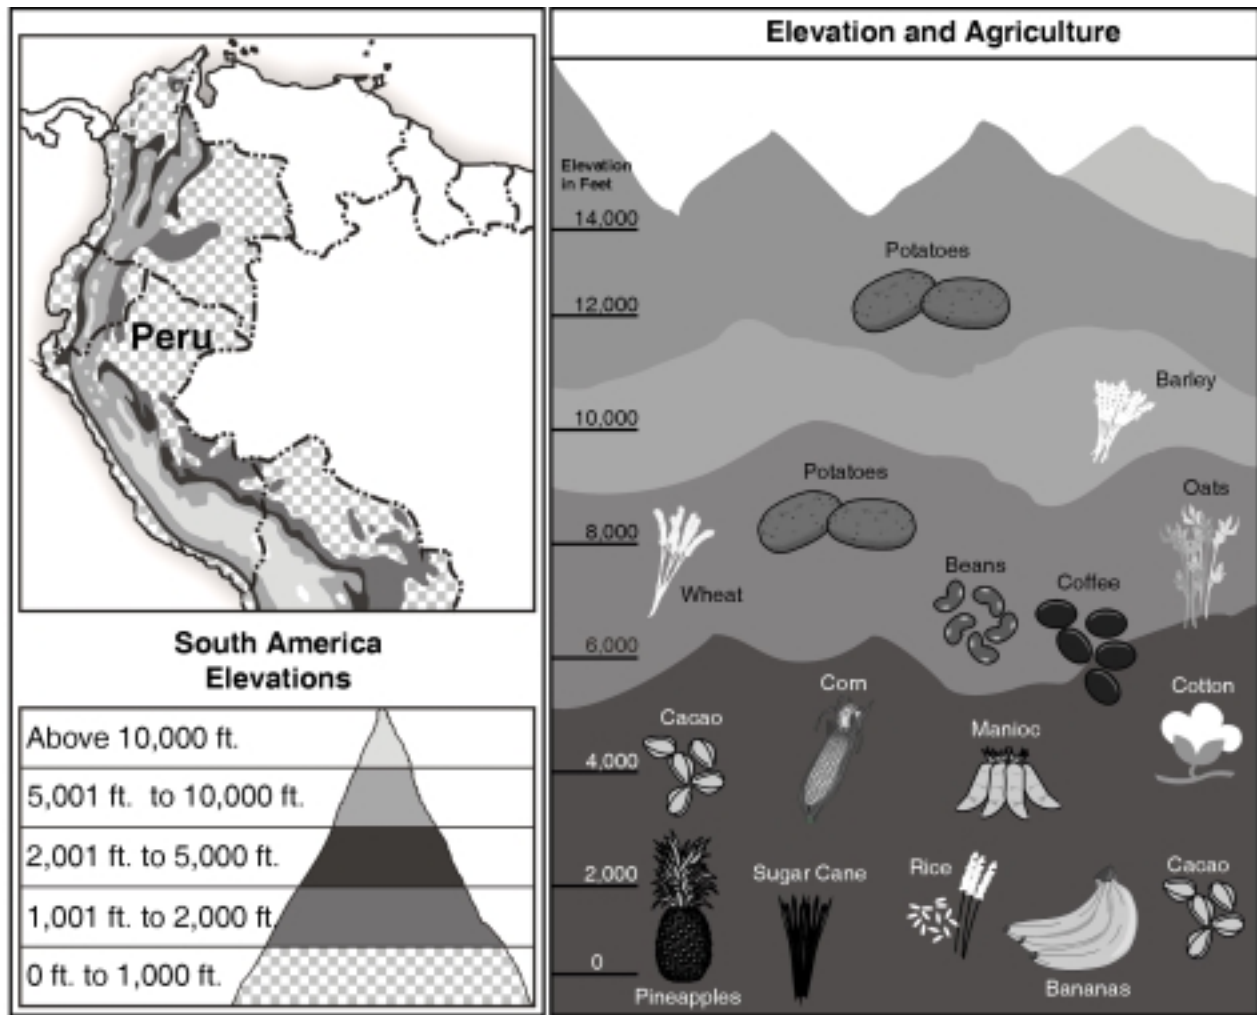 Peru
South America
Elevations
Above 10,000 ft.
5,001 ft. to 10,000 ft.
2,001 ft. to 5,000 ft.
1,001 ft. to 2,000 ft.
0 ft. to 1,000 ft.
Elevation and Agriculture
Elevation
in Feet
14,000
Potatoes
12,000
Barley
10,000
Potatoes
Oats
8,000
Beans
Coffee
Wheat
6,000
Corn
Cotton
Cacao
Manioc
4,000
2,000
Sugar Cane
Rice
Cacao
0
Pineapples
Bananas